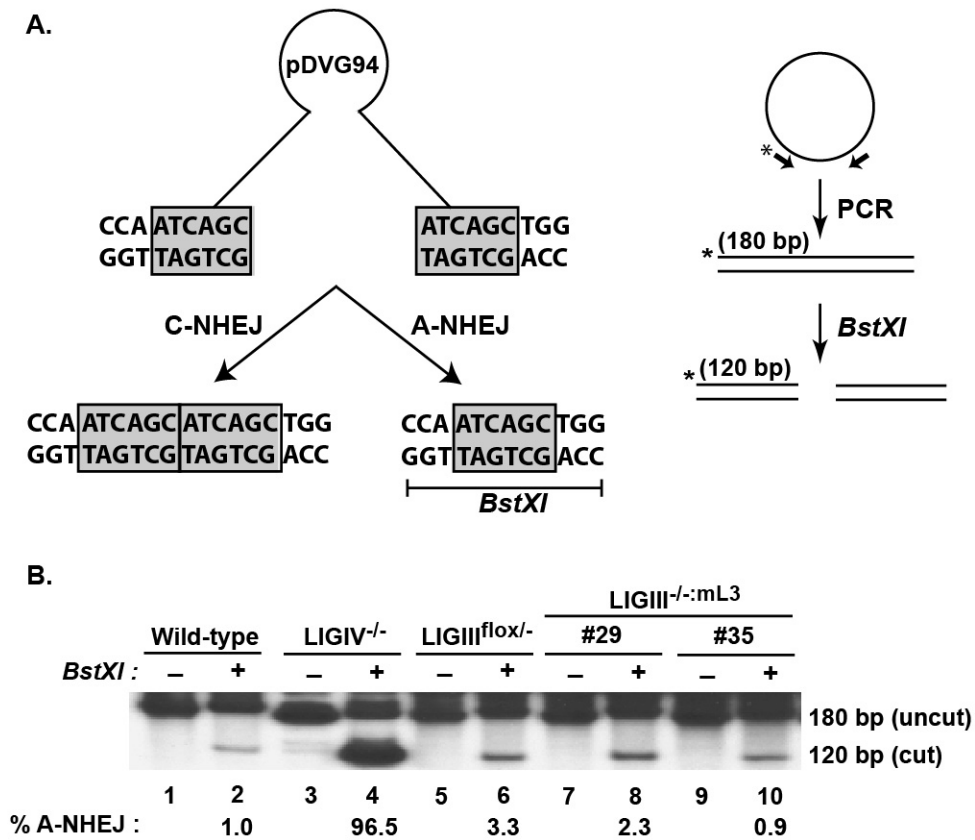 A.
pDVG94
CCA ATCAGC ATCAGC TGG
GGT TAGTCG TAGTCG ACC
C-NHEJ A-NHEJ
CCA ATCAGC ATCAGC TGG CCA ATCAGC TGG
GGT TAGTCG TAGTCG ACC GGT TAGTCG ACC
BstXI
*
PCR
* (180 bp)
BstXI
* (120 bp)
B.
LIGIII-/-:mL3
Wild-type LIGIV-/- LIGIIIflox/- #29 #35
BstXI : – + – + – + – + – +
180 bp (uncut)
120 bp (cut)
1 2 3 4 5 6 7 8 9 10
% A-NHEJ : 1.0 96.5 3.3 2.3 0.9